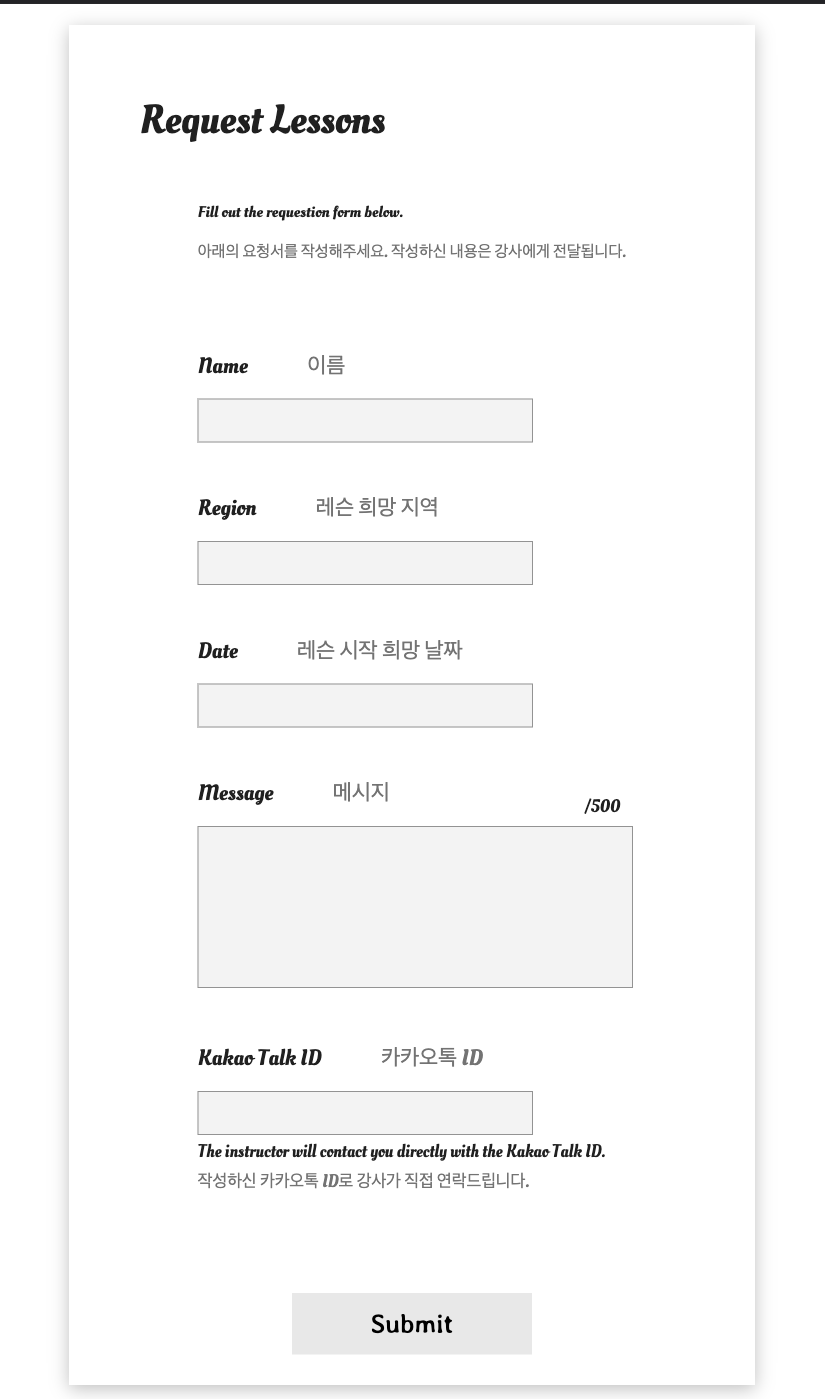 Request Lessons
Fill out the requestion form below.
아래의 요청서를 작성해주세요. 작성하신 내용은 강사에게 전달됩니다.
Name 이름
Region 레슨 희망 지역
Date 레슨 시작 희망 날짜
Message 메시지
/500
Kakao Talk ID 카카오톡 ID
The instructor will contact you directly with the Kakao Talk ID.
작성하신 카카오톡 ID로 강사가 직접 연락드립니다.
Submit